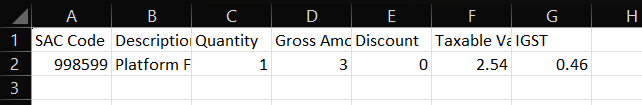 A B C D E F G H
1 SAC Code Description Quantity Gross Amo Discount Taxable Va IGST
2 998599 Platform F 1 3 0 2.54 0.46
3